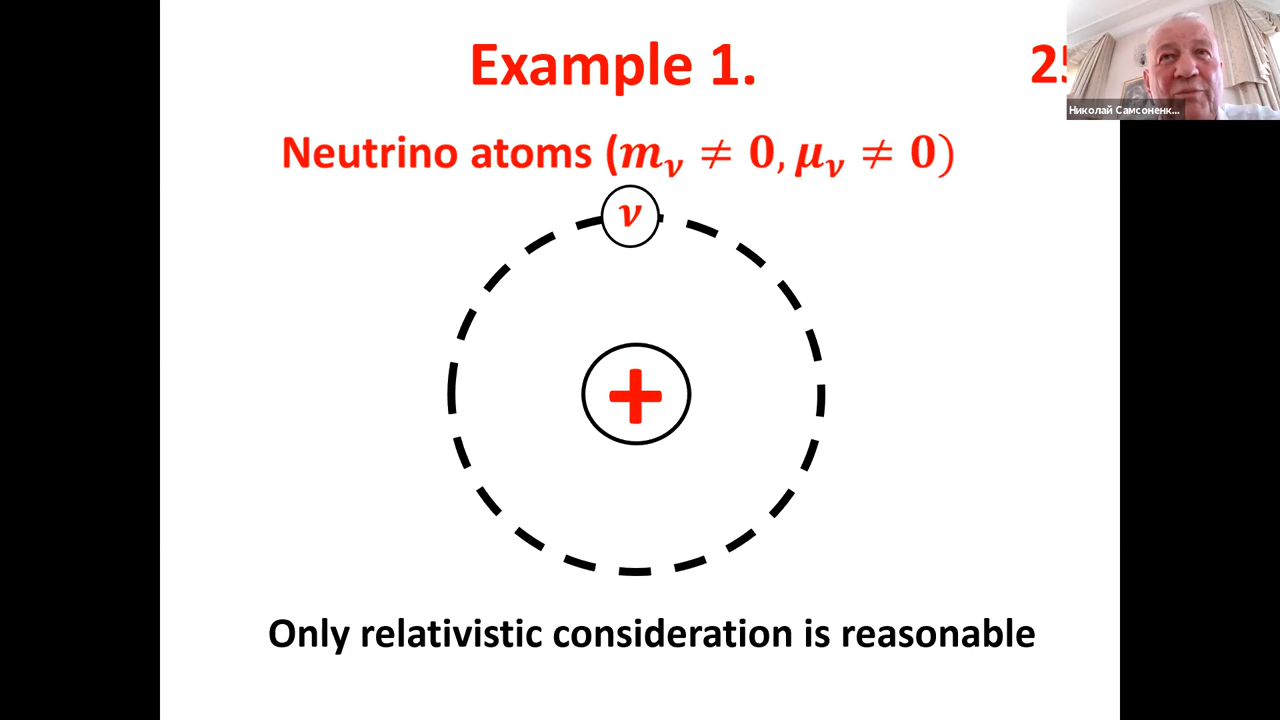 Example 1.
Николай Самсоненк...
Neutrino atoms (m_ν ≠ 0, μ_ν ≠ 0)
ν
+
Only relativistic consideration is reasonable